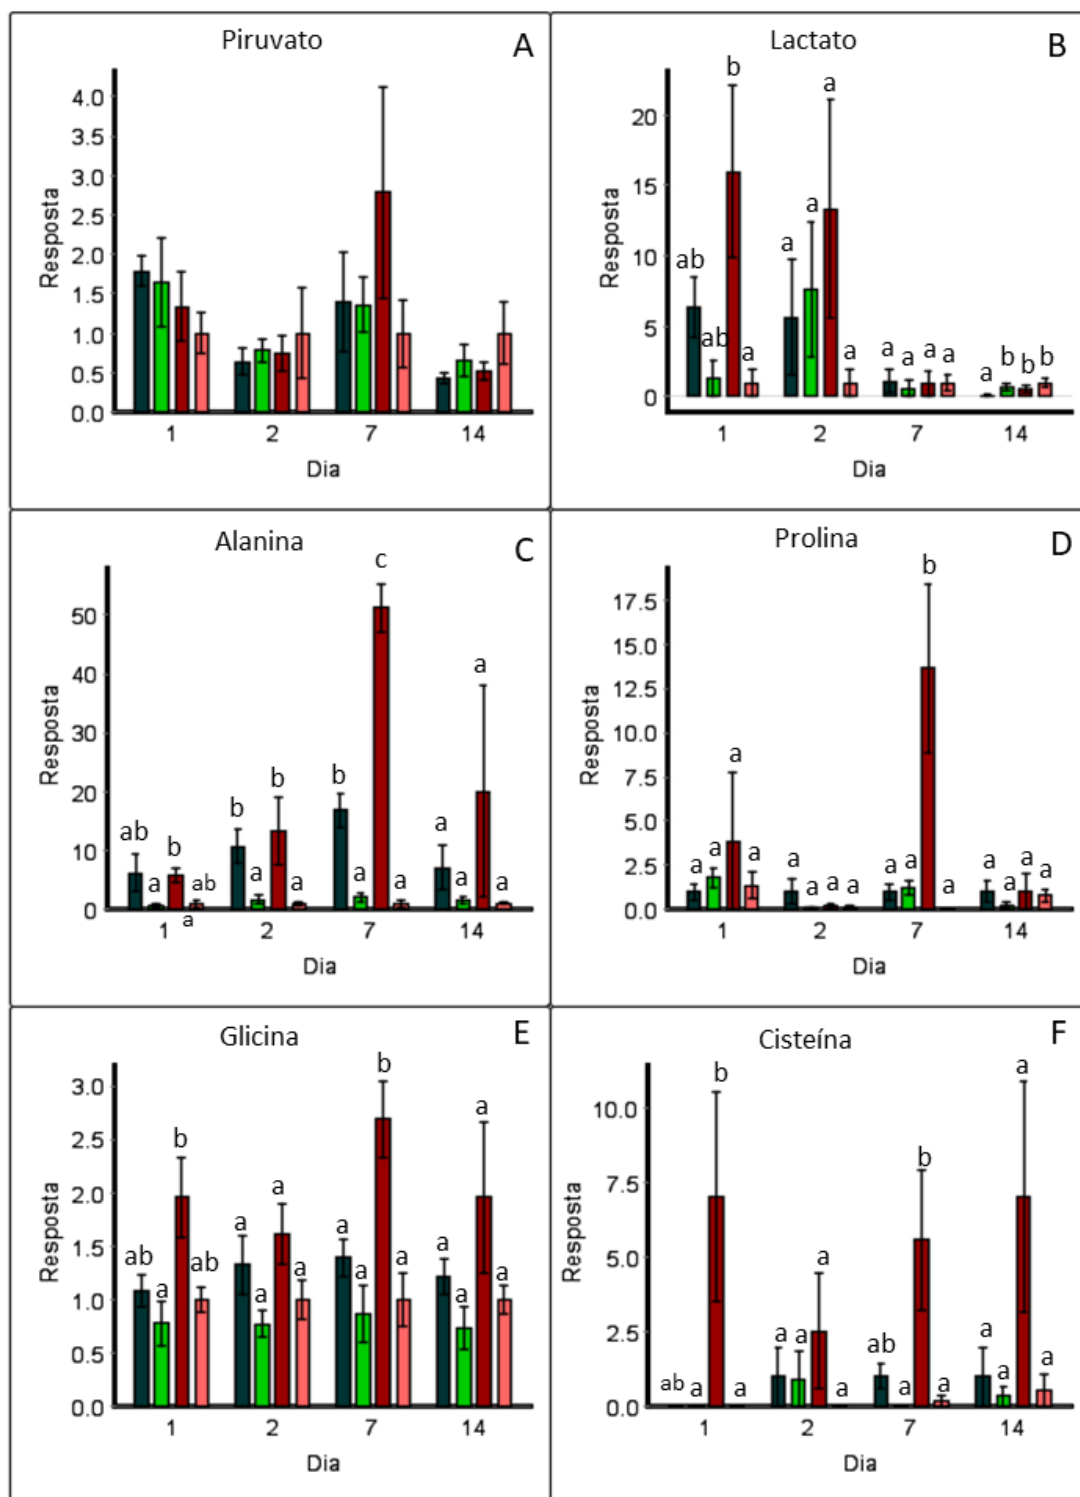 Piruvato A
4.0
3.5
3.0
2.5
2.0
1.5
1.0
0.5
0.0
Resposta
1 2 7 14
Dia
Lactato B
b a
20
15
10
5
0
Resposta
ab ab a
a a a
a a a a
a b b b
1 2 7 14
Dia
Alanina C
c
50
40
30
20
10
0
Resposta
ab a b ab
a
b a b a
b a a
a a a a
1 2 7 14
Dia
Prolina D
b
17.5
15.0
12.5
10.0
7.5
5.0
2.5
0.0
Resposta
a a a a
a a a a
a a a
a a a a
1 2 7 14
Dia
Glicina E
b
3.0
2.5
2.0
1.5
1.0
0.5
0.0
Resposta
ab a b ab
a a a a
a a a
a a a a
1 2 7 14
Dia
Cisteína F
b a
10.0
7.5
5.0
2.5
0.0
Resposta
ab a a
a a a a
ab a b a
a a a
1 2 7 14
Dia